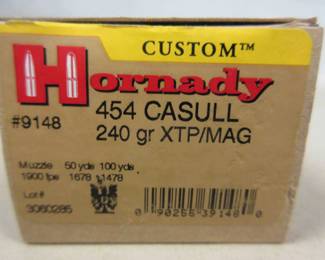 CUSTOM™
Hornady
454 CASULL
#9148
240 gr XTP/MAG
Muzzle 50 yds 100 yds
1900 fps 1678 1478
Lot#
3060285
0 90255 39148 0